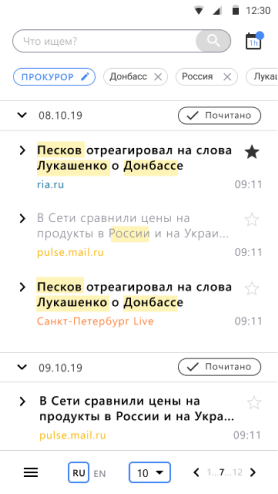 12:30
Что ищем?
1h
ПРОКУРОР Донбасс Россия Лука
08.10.19 Почитано
Песков отреагировал на слова
Лукашенко о Донбассе
ria.ru 09:11
В Сети сравнили цены на
продукты в России и на Украи...
pulse.mail.ru 09:11
Песков отреагировал на слова
Лукашенко о Донбассе
Санкт-Петербург Live 09:11
09.10.19 Почитано
В Сети сравнили цены на
продукты в России и на Укра...
pulse.mail.ru 09:11
RU EN 10 1..7..12